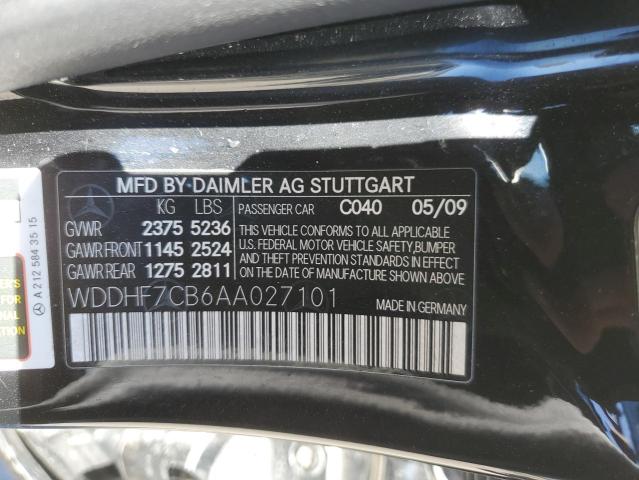 MFD BY DAIMLER AG STUTTGART
KG LBS
GVWR 2375 5236
GAWR FRONT 1145 2524
GAWR REAR 1275 2811
PASSENGER CAR C040 05/09
THIS VEHICLE CONFORMS TO ALL APPLICABLE
U.S. FEDERAL MOTOR VEHICLE SAFETY,BUMPER
AND THEFT PREVENTION STANDARDS IN EFFECT
ON THE DATE OF MANUFACTURE SHOWN ABOVE.
WDDHF7CB6AA027101
MADE IN GERMANY
A 212 584 35 15